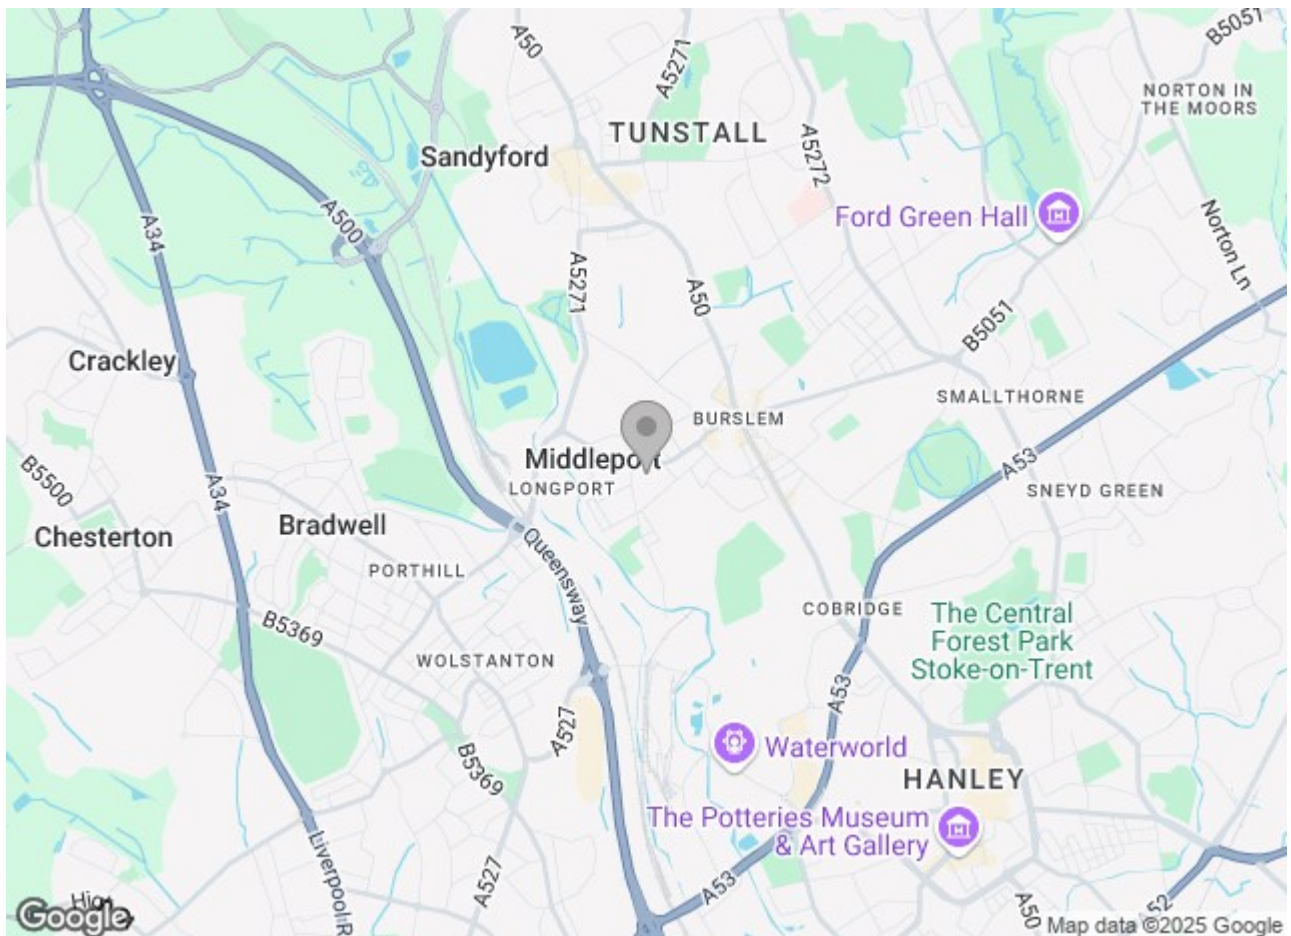 B5051
A50
A5271
NORTON IN
THE MOORS
TUNSTALL
A5272
Sandyford
Ford Green Hall
A34
A500
Norton Ln
A5271
A50
B5051
Crackley
SMALLTHORNE
BURSLEM
Middleport
LONGPORT
A53
SNEYD GREEN
B5500
A34
Chesterton
Bradwell
Queensway
PORTHILL
COBRIDGE
The Central
Forest Park
Stoke-on-Trent
B5369
WOLSTANTON
A53
A527
Waterworld
B5369
HANLEY
The Potteries Museum
& Art Gallery
Liverpool R
A527
A53
A50
A52
High
Google
Map data ©2025 Google